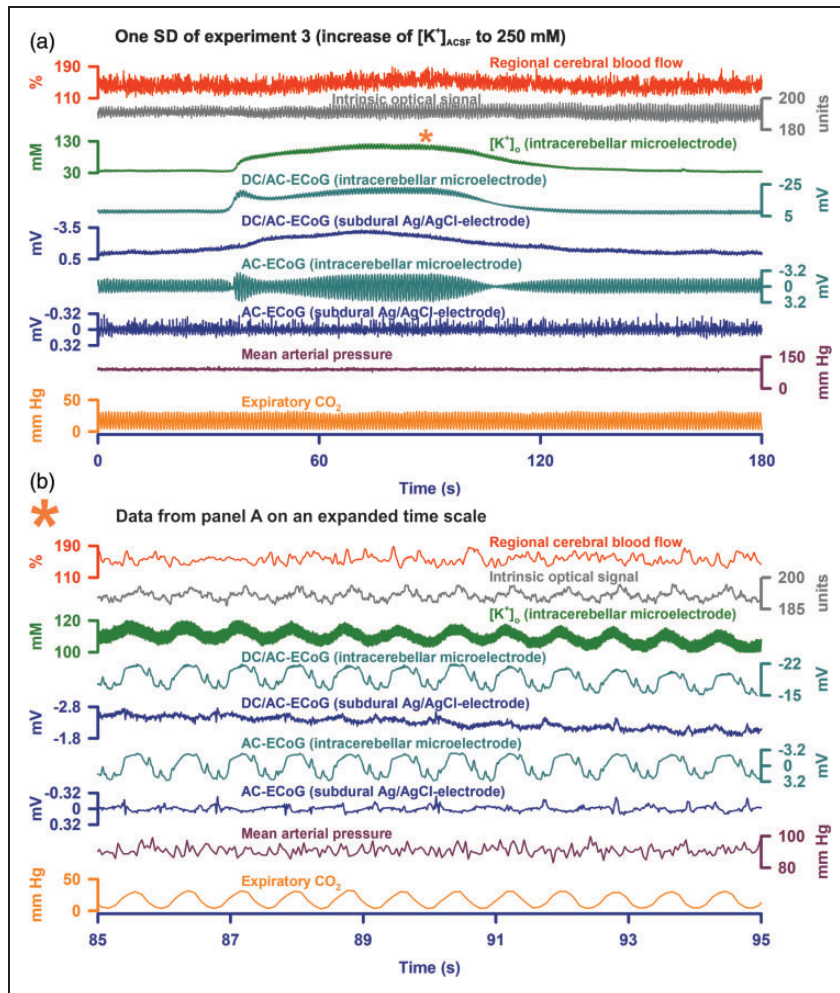 (a)
One SD of experiment 3 (increase of [K⁺]ACSF to 250 mM)
190
%
110
Regional cerebral blood flow
Intrinsic optical signal
200
units
180
130
mM
30
*
[K⁺]o (intracerebellar microelectrode)
DC/AC-ECoG (intracerebellar microelectrode)
-25
mV
5
-3.5
mV
0.5
DC/AC-ECoG (subdural Ag/AgCl-electrode)
AC-ECoG (intracerebellar microelectrode)
-3.2
0
mV
3.2
-0.32
mV
0
0.32
AC-ECoG (subdural Ag/AgCl-electrode)
Mean arterial pressure
150
mm Hg
0
50
mm Hg
0
Expiratory CO₂
0 60 120 180
Time (s)
(b)
*
Data from panel A on an expanded time scale
190
%
110
Regional cerebral blood flow
Intrinsic optical signal
200
units
185
120
mM
100
[K⁺]o (intracerebellar microelectrode)
DC/AC-ECoG (intracerebellar microelectrode)
-22
mV
-15
-2.8
mV
-1.8
DC/AC-ECoG (subdural Ag/AgCl-electrode)
AC-ECoG (intracerebellar microelectrode)
-3.2
0
mV
3.2
-0.32
mV
0
0.32
AC-ECoG (subdural Ag/AgCl-electrode)
Mean arterial pressure
100
mm Hg
80
50
mm Hg
0
Expiratory CO₂
85 87 89 91 93 95
Time (s)